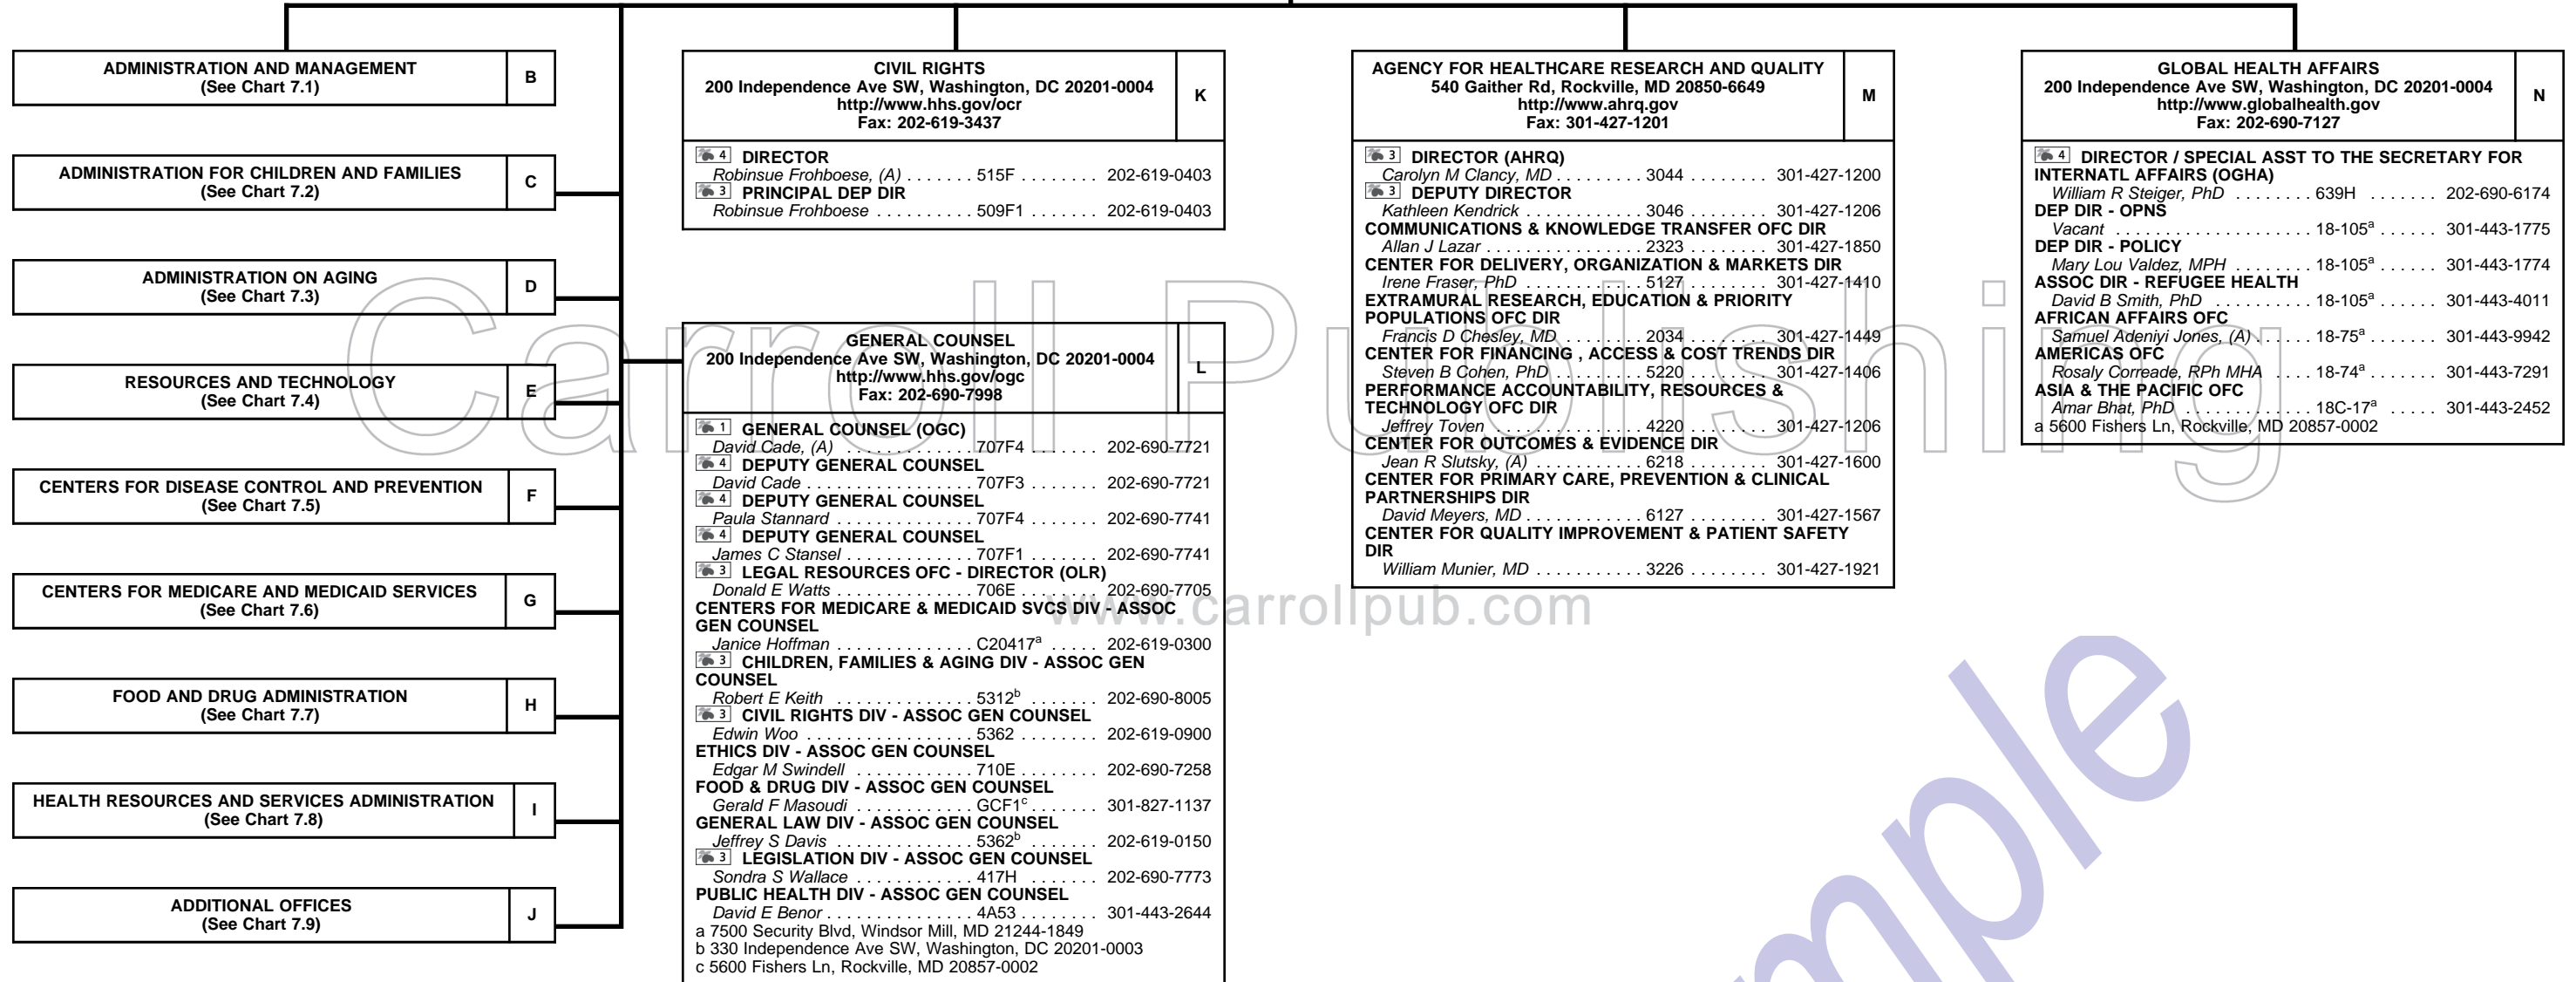 ADMINISTRATION AND MANAGEMENT
(See Chart 7.1)
B
ADMINISTRATION FOR CHILDREN AND FAMILIES
(See Chart 7.2)
C
ADMINISTRATION ON AGING
(See Chart 7.3)
D
RESOURCES AND TECHNOLOGY
(See Chart 7.4)
E
CENTERS FOR DISEASE CONTROL AND PREVENTION
(See Chart 7.5)
F
CENTERS FOR MEDICARE AND MEDICAID SERVICES
(See Chart 7.6)
G
FOOD AND DRUG ADMINISTRATION
(See Chart 7.7)
H
HEALTH RESOURCES AND SERVICES ADMINISTRATION
(See Chart 7.8)
I
ADDITIONAL OFFICES
(See Chart 7.9)
J
CIVIL RIGHTS
200 Independence Ave SW, Washington, DC 20201-0004
http://www.hhs.gov/ocr
Fax: 202-619-3437
K
4 DIRECTOR
Robinsue Frohboese, (A) . . . . . . . 515F . . . . . . . . 202-619-0403
3 PRINCIPAL DEP DIR
Robinsue Frohboese . . . . . . . . . . 509F1 . . . . . . . 202-619-0403
GENERAL COUNSEL
200 Independence Ave SW, Washington, DC 20201-0004
http://www.hhs.gov/ogc
Fax: 202-690-7998
L
1 GENERAL COUNSEL (OGC)
David Cade, (A) . . . . . . . . . . . . . 707F4 . . . . . . . 202-690-7721
4 DEPUTY GENERAL COUNSEL
David Cade . . . . . . . . . . . . . . . . . 707F3 . . . . . . . 202-690-7721
4 DEPUTY GENERAL COUNSEL
Paula Stannard . . . . . . . . . . . . . . 707F4 . . . . . . . 202-690-7741
4 DEPUTY GENERAL COUNSEL
James C Stansel . . . . . . . . . . . . . 707F1 . . . . . . . 202-690-7741
3 LEGAL RESOURCES OFC - DIRECTOR (OLR)
Donald E Watts . . . . . . . . . . . . . . 706E . . . . . . . . 202-690-7705
CENTERS FOR MEDICARE & MEDICAID SVCS DIV - ASSOC
GEN COUNSEL
Janice Hoffman . . . . . . . . . . . . . . C20417a . . . . . 202-619-0300
3 CHILDREN, FAMILIES & AGING DIV - ASSOC GEN
COUNSEL
Robert E Keith . . . . . . . . . . . . . . 5312b . . . . . . . 202-690-8005
3 CIVIL RIGHTS DIV - ASSOC GEN COUNSEL
Edwin Woo . . . . . . . . . . . . . . . . . 5362 . . . . . . . . 202-619-0900
ETHICS DIV - ASSOC GEN COUNSEL
Edgar M Swindell . . . . . . . . . . . . 710E . . . . . . . . 202-690-7258
FOOD & DRUG DIV - ASSOC GEN COUNSEL
Gerald F Masoudi . . . . . . . . . . . . GCF1c . . . . . . . 301-827-1137
GENERAL LAW DIV - ASSOC GEN COUNSEL
Jeffrey S Davis . . . . . . . . . . . . . . 5362b . . . . . . . 202-619-0150
3 LEGISLATION DIV - ASSOC GEN COUNSEL
Sondra S Wallace . . . . . . . . . . . . 417H . . . . . . . 202-690-7773
PUBLIC HEALTH DIV - ASSOC GEN COUNSEL
David E Benor . . . . . . . . . . . . . . . 4A53 . . . . . . . . 301-443-2644
a 7500 Security Blvd, Windsor Mill, MD 21244-1849
b 330 Independence Ave SW, Washington, DC 20201-0003
c 5600 Fishers Ln, Rockville, MD 20857-0002
AGENCY FOR HEALTHCARE RESEARCH AND QUALITY
540 Gaither Rd, Rockville, MD 20850-6649
http://www.ahrq.gov
Fax: 301-427-1201
M
3 DIRECTOR (AHRQ)
Carolyn M Clancy, MD . . . . . . . . . 3044 . . . . . . . . 301-427-1200
3 DEPUTY DIRECTOR
Kathleen Kendrick . . . . . . . . . . . . 3046 . . . . . . . . 301-427-1206
COMMUNICATIONS & KNOWLEDGE TRANSFER OFC DIR
Allan J Lazar . . . . . . . . . . . . . . . . 2323 . . . . . . . . 301-427-1850
CENTER FOR DELIVERY, ORGANIZATION & MARKETS DIR
Irene Fraser, PhD . . . . . . . . . . . . 5127 . . . . . . . . 301-427-1410
EXTRAMURAL RESEARCH, EDUCATION & PRIORITY
POPULATIONS OFC DIR
Francis D Chesley, MD . . . . . . . . 2034 . . . . . . . . 301-427-1449
CENTER FOR FINANCING , ACCESS & COST TRENDS DIR
Steven B Cohen, PhD . . . . . . . . . 5220 . . . . . . . . 301-427-1406
PERFORMANCE ACCOUNTABILITY, RESOURCES &
TECHNOLOGY OFC DIR
Jeffrey Toven . . . . . . . . . . . . . . . 4220 . . . . . . . . 301-427-1206
CENTER FOR OUTCOMES & EVIDENCE DIR
Jean R Slutsky, (A) . . . . . . . . . . . 6218 . . . . . . . . 301-427-1600
CENTER FOR PRIMARY CARE, PREVENTION & CLINICAL
PARTNERSHIPS DIR
David Meyers, MD . . . . . . . . . . . . 6127 . . . . . . . . 301-427-1567
CENTER FOR QUALITY IMPROVEMENT & PATIENT SAFETY
DIR
William Munier, MD . . . . . . . . . . . 3226 . . . . . . . . 301-427-1921
GLOBAL HEALTH AFFAIRS
200 Independence Ave SW, Washington, DC 20201-0004
http://www.globalhealth.gov
Fax: 202-690-7127
N
4 DIRECTOR / SPECIAL ASST TO THE SECRETARY FOR
INTERNATL AFFAIRS (OGHA)
William R Steiger, PhD . . . . . . . . 639H . . . . . . . 202-690-6174
DEP DIR - OPNS
Vacant . . . . . . . . . . . . . . . . . . . . 18-105a . . . . . . 301-443-1775
DEP DIR - POLICY
Mary Lou Valdez, MPH . . . . . . . . 18-105a . . . . . . 301-443-1774
ASSOC DIR - REFUGEE HEALTH
David B Smith, PhD . . . . . . . . . . 18-105a . . . . . . 301-443-4011
AFRICAN AFFAIRS OFC
Samuel Adeniyi Jones, (A) . . . . . . 18-75a . . . . . . . 301-443-9942
AMERICAS OFC
Rosaly Correade, RPh MHA . . . . 18-74a . . . . . . . 301-443-7291
ASIA & THE PACIFIC OFC
Amar Bhat, PhD . . . . . . . . . . . . . 18C-17a . . . . . 301-443-2452
a 5600 Fishers Ln, Rockville, MD 20857-0002
Carroll Publishing
www.carrollpub.com